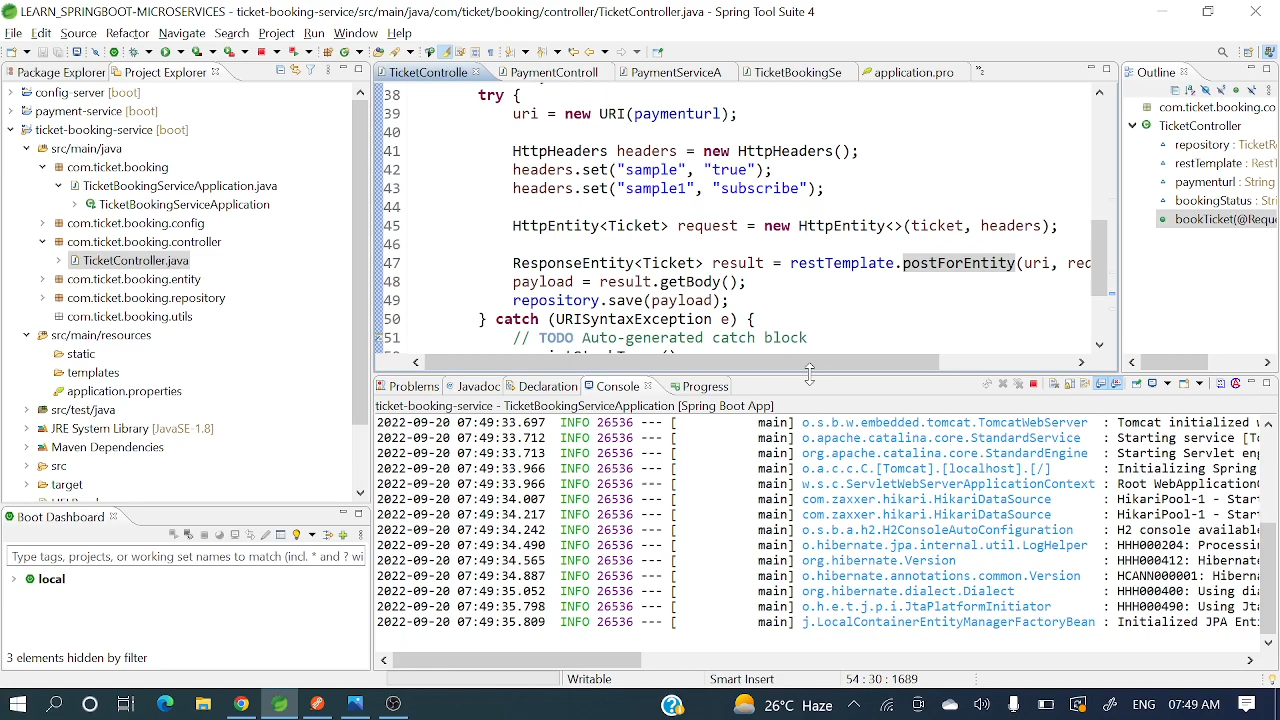 LEARN_SPRINGBOOT-MICROSERVICES - ticket-booking-service/src/main/java/com/ticket/booking/controller/TicketController.java - Spring Tool Suite 4
File Edit Source Refactor Navigate Search Project Run Window Help
Package Explorer
Project Explorer
config-server [boot]
payment-service [boot]
ticket-booking-service [boot]
src/main/java
com.ticket.booking
TicketBookingServiceApplication.java
TicketBookingServiceApplication
com.ticket.booking.config
com.ticket.booking.controller
TicketController.java
com.ticket.booking.entity
com.ticket.booking.repository
com.ticket.booking.utils
src/main/resources
static
templates
application.properties
src/test/java
JRE System Library [JavaSE-1.8]
Maven Dependencies
src
target
Boot Dashboard
Type tags, projects, or working set names to match (incl. * and ? wi
local
3 elements hidden by filter
TicketControlle
PaymentControll
PaymentServiceA
TicketBookingSe
application.pro
38 try {
39 uri = new URI(paymenturl);
40
41 HttpHeaders headers = new HttpHeaders();
42 headers.set("sample", "true");
43 headers.set("sample1", "subscribe");
44
45 HttpEntity<Ticket> request = new HttpEntity<>(ticket, headers);
46
47 ResponseEntity<Ticket> result = restTemplate.postForEntity(uri, rec
48 payload = result.getBody();
49 repository.save(payload);
50 } catch (URISyntaxException e) {
51 // TODO Auto-generated catch block
Outline
com.ticket.booking.co
TicketController
repository : TicketRe
restTemplate : RestT
paymenturl : String
bookingStatus : String
bookTicket(@Reque
Problems
Javadoc
Declaration
Console
Progress
ticket-booking-service - TicketBookingServiceApplication [Spring Boot App]
2022-09-20 07:49:33.697 INFO 26536 --- [ main] o.s.b.w.embedded.tomcat.TomcatWebServer : Tomcat initialized w
2022-09-20 07:49:33.712 INFO 26536 --- [ main] o.apache.catalina.core.StandardService : Starting service [To
2022-09-20 07:49:33.713 INFO 26536 --- [ main] org.apache.catalina.core.StandardEngine : Starting Servlet eng
2022-09-20 07:49:33.966 INFO 26536 --- [ main] o.a.c.c.C.[Tomcat].[localhost].[/] : Initializing Spring
2022-09-20 07:49:33.966 INFO 26536 --- [ main] w.s.c.ServletWebServerApplicationContext : Root WebApplicationC
2022-09-20 07:49:34.007 INFO 26536 --- [ main] com.zaxxer.hikari.HikariDataSource : HikariPool-1 - Star
2022-09-20 07:49:34.217 INFO 26536 --- [ main] com.zaxxer.hikari.HikariDataSource : HikariPool-1 - Star
2022-09-20 07:49:34.242 INFO 26536 --- [ main] o.s.b.a.h2.H2ConsoleAutoConfiguration : H2 console available
2022-09-20 07:49:34.490 INFO 26536 --- [ main] o.hibernate.jpa.internal.util.LogHelper : HHH000204: Processin
2022-09-20 07:49:34.565 INFO 26536 --- [ main] org.hibernate.Version : HHH000412: Hibernate
2022-09-20 07:49:34.887 INFO 26536 --- [ main] o.hibernate.annotations.common.Version : HCANN000001: Hiberna
2022-09-20 07:49:35.052 INFO 26536 --- [ main] org.hibernate.dialect.Dialect : HHH000400: Using dia
2022-09-20 07:49:35.798 INFO 26536 --- [ main] o.h.e.t.j.p.i.JtaPlatformInitiator : HHH000490: Using Jta
2022-09-20 07:49:35.809 INFO 26536 --- [ main] j.LocalContainerEntityManagerFactoryBean : Initialized JPA Enti
Writable
Smart Insert
54 : 30 : 1689
26°C Haze
ENG 07:49 AM